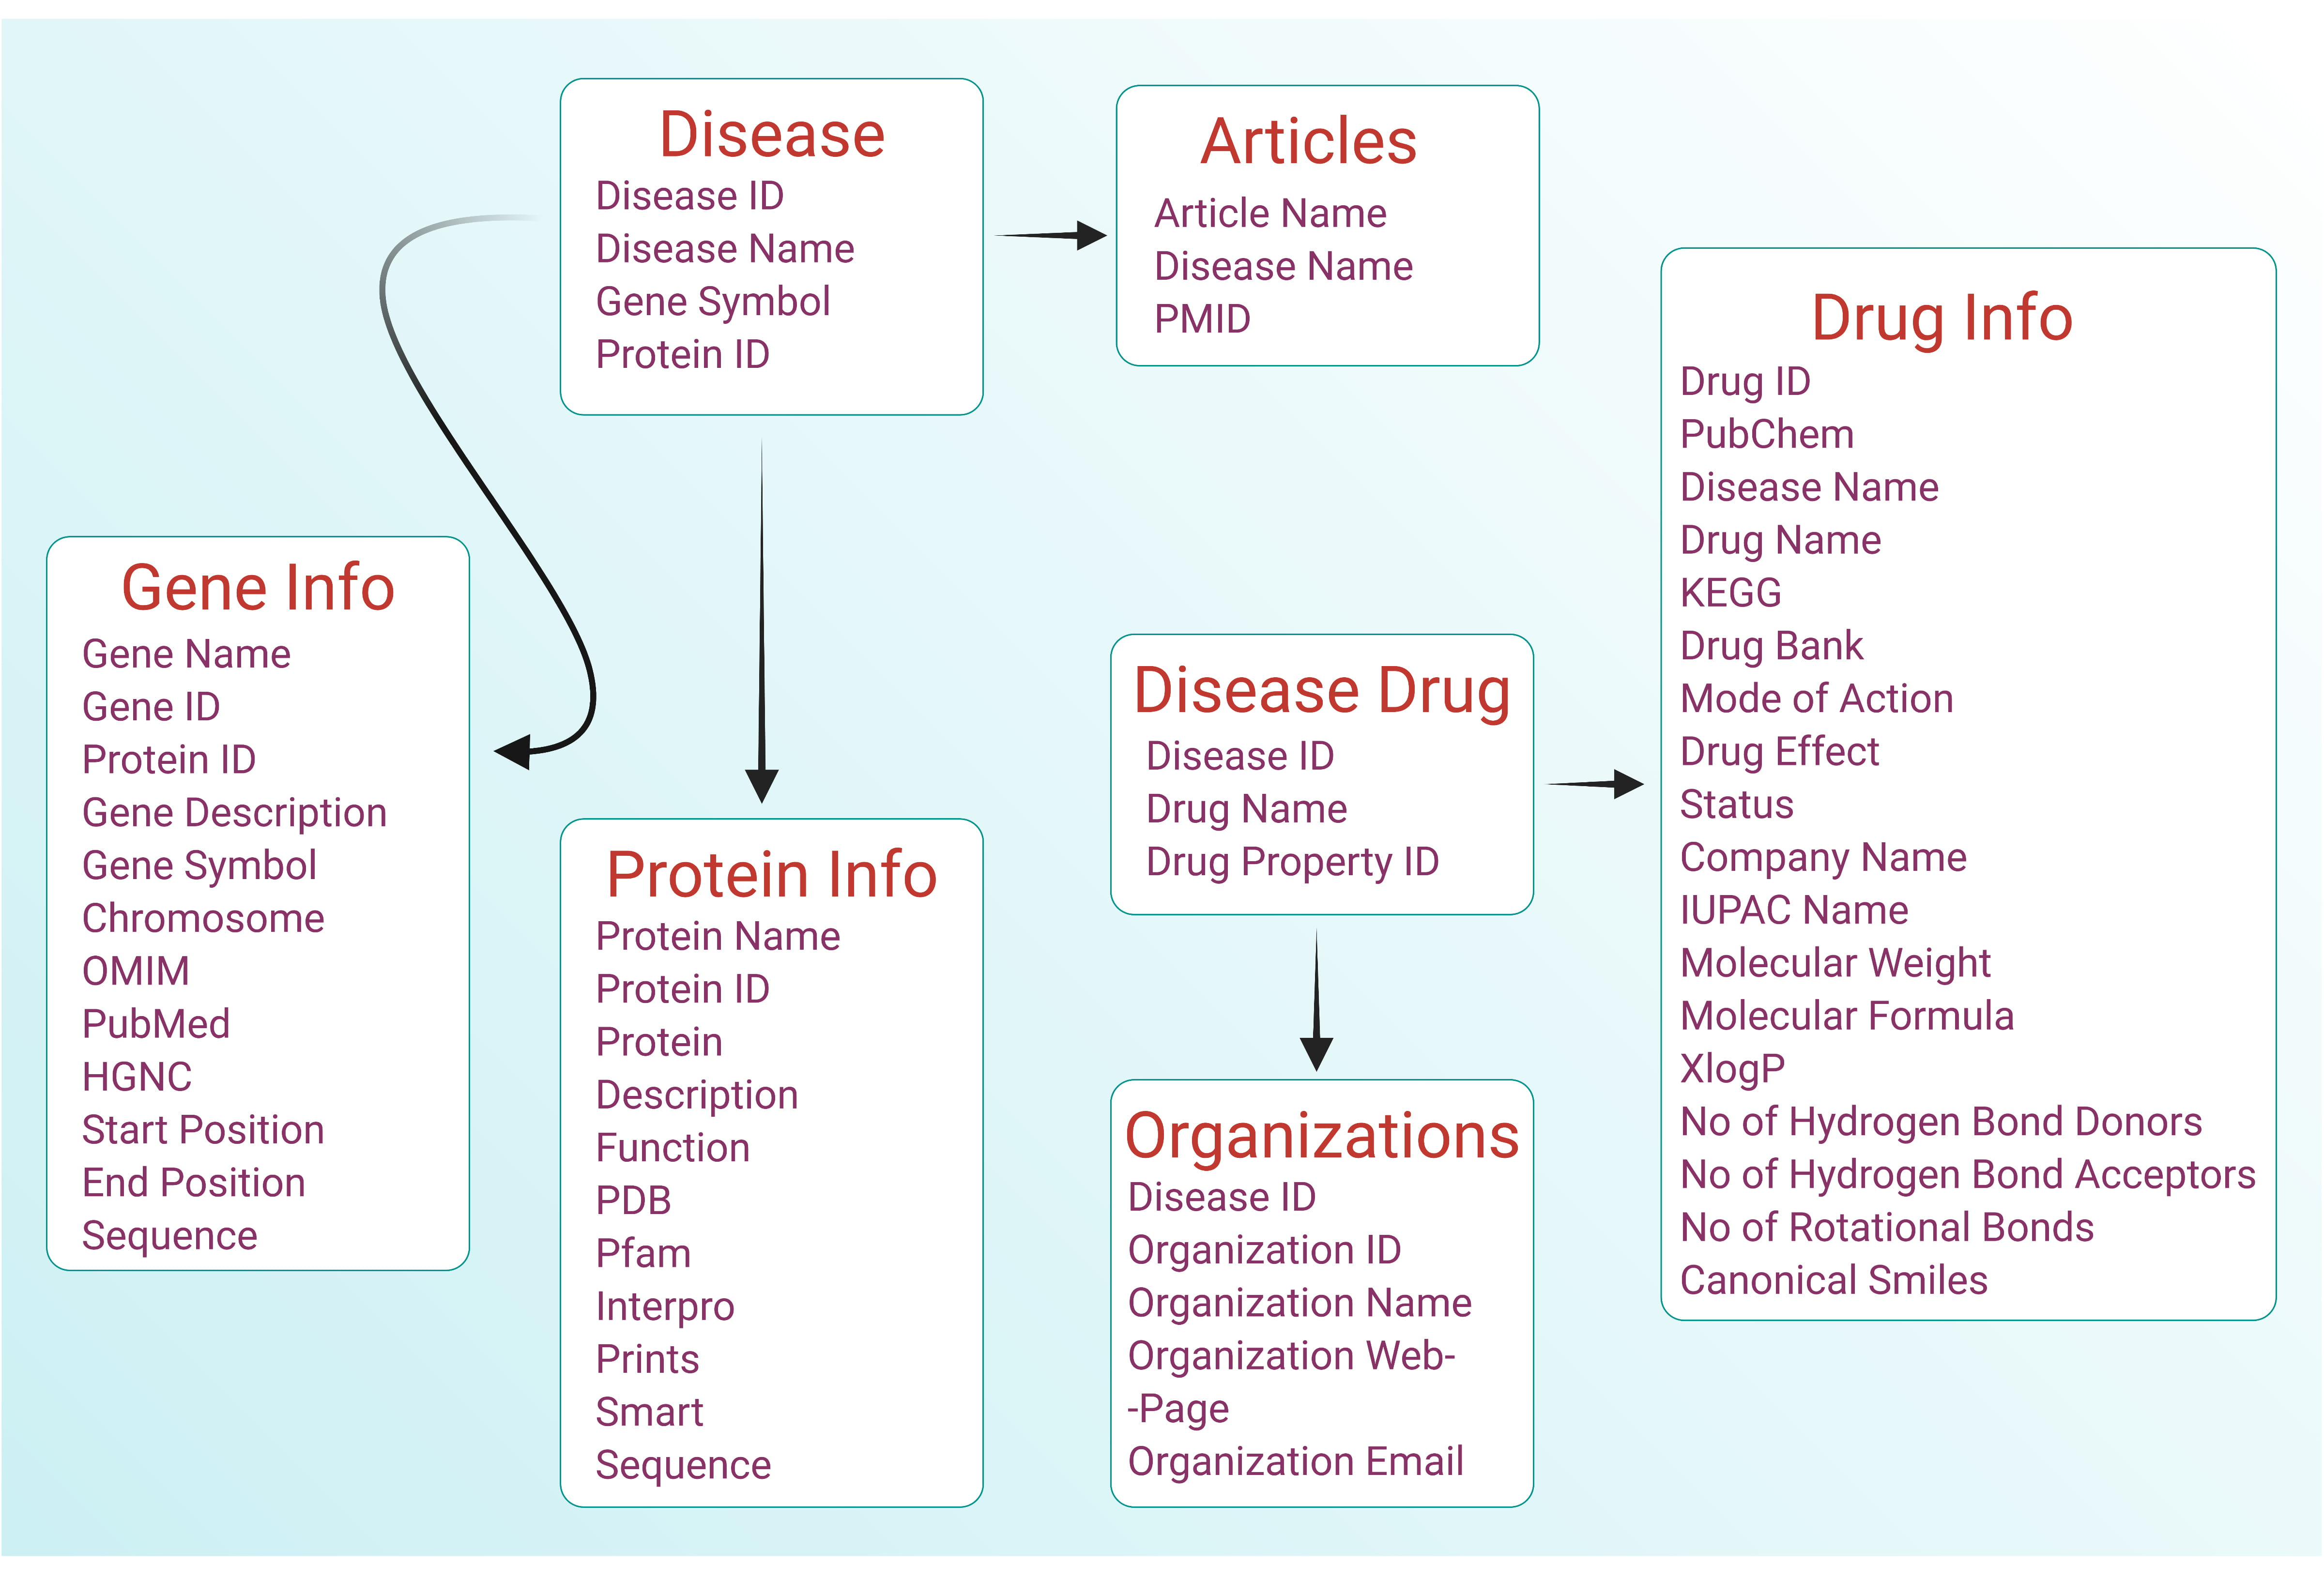 Disease
Disease ID
Disease Name
Gene Symbol
Protein ID
Articles
Article Name
Disease Name
PMID
Gene Info
Gene Name
Gene ID
Protein ID
Gene Description
Gene Symbol
Chromosome
OMIM
PubMed
HGNC
Start Position
End Position
Sequence
Protein Info
Protein Name
Protein ID
Protein
Description
Function
PDB
Pfam
Interpro
Prints
Smart
Sequence
Disease Drug
Disease ID
Drug Name
Drug Property ID
Organizations
Disease ID
Organization ID
Organization Name
Organization Web-
-Page
Organization Email
Drug Info
Drug ID
PubChem
Disease Name
Drug Name
KEGG
Drug Bank
Mode of Action
Drug Effect
Status
Company Name
IUPAC Name
Molecular Weight
Molecular Formula
XlogP
No of Hydrogen Bond Donors
No of Hydrogen Bond Acceptors
No of Rotational Bonds
Canonical Smiles